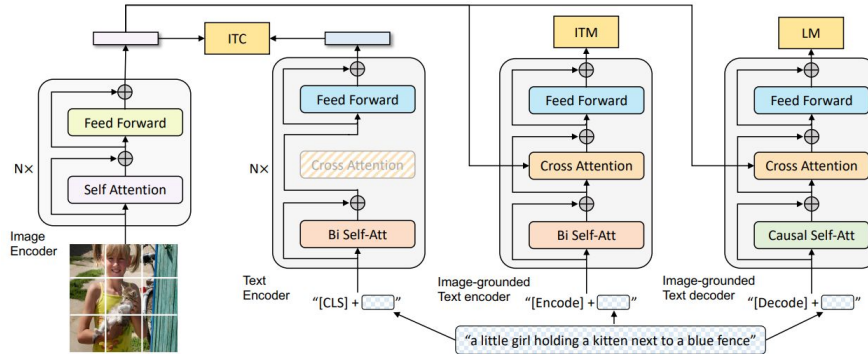 ITC
ITM
LM
Feed Forward
Self Attention
N×
Image
Encoder
Feed Forward
Cross Attention
Bi Self-Att
N×
Text
Encoder
"[CLS] + "
Feed Forward
Cross Attention
Bi Self-Att
Image-grounded
Text encoder
"[Encode] + "
Feed Forward
Cross Attention
Causal Self-Att
Image-grounded
Text decoder
"[Decode] + "
"a little girl holding a kitten next to a blue fence"